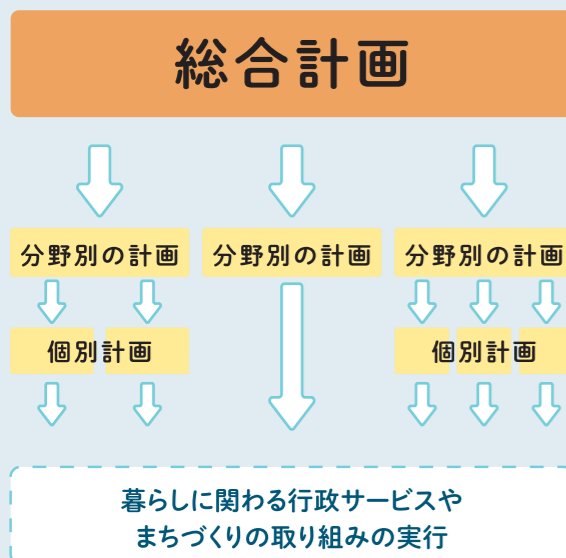 総合計画
分野別の計画
分野別の計画
分野別の計画
個別計画
個別計画
暮らしに関わる行政サービスや
まちづくりの取り組みの実行